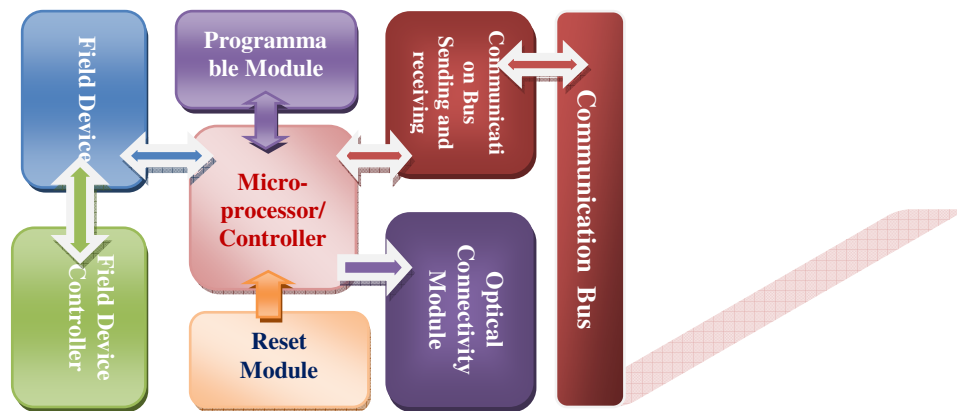 Field Device
Programma
ble Module
Communicati
on Bus
Sending and
receiving
Communication Bus
Micro-
processor/
Controller
Field Device
Controller
Reset
Module
Optical
Connectivity
Module